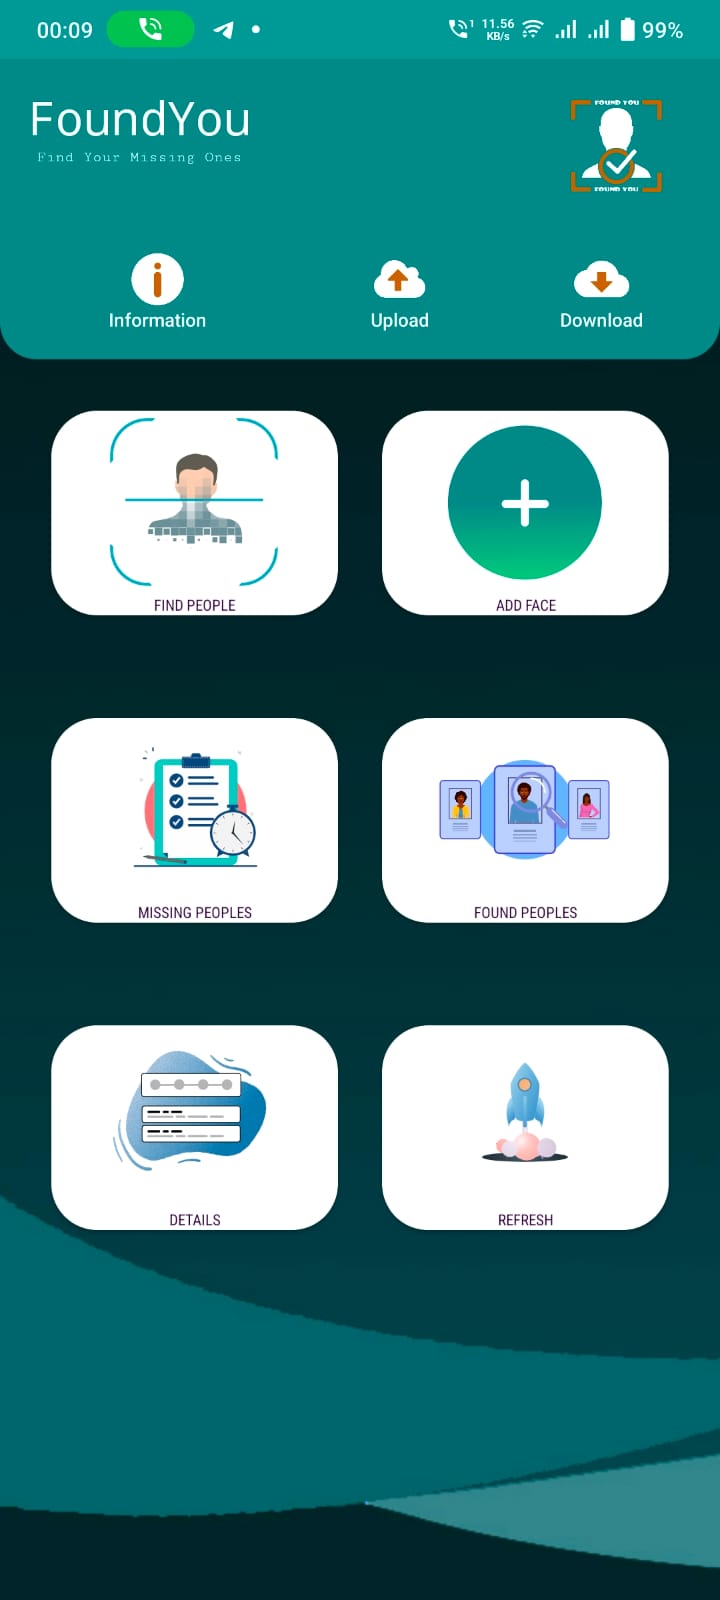 00:09 1 11.56 KB/s 99%
FoundYou
Find Your Missing Ones
FOUND YOU
FOUND YOU
Information Upload Download
FIND PEOPLE ADD FACE
MISSING PEOPLES FOUND PEOPLES
DETAILS REFRESH